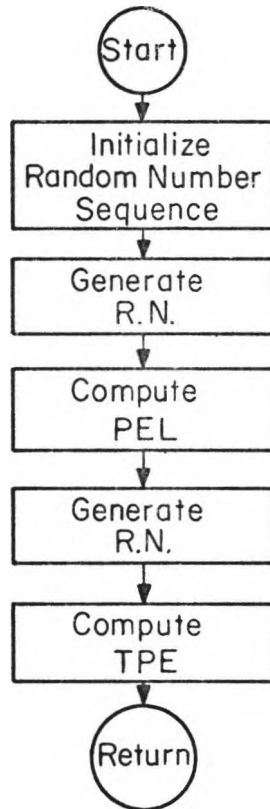 Start
Initialize
Random Number
Sequence
Generate
R.N.
Compute
PEL
Generate
R.N.
Compute
TPE
Return